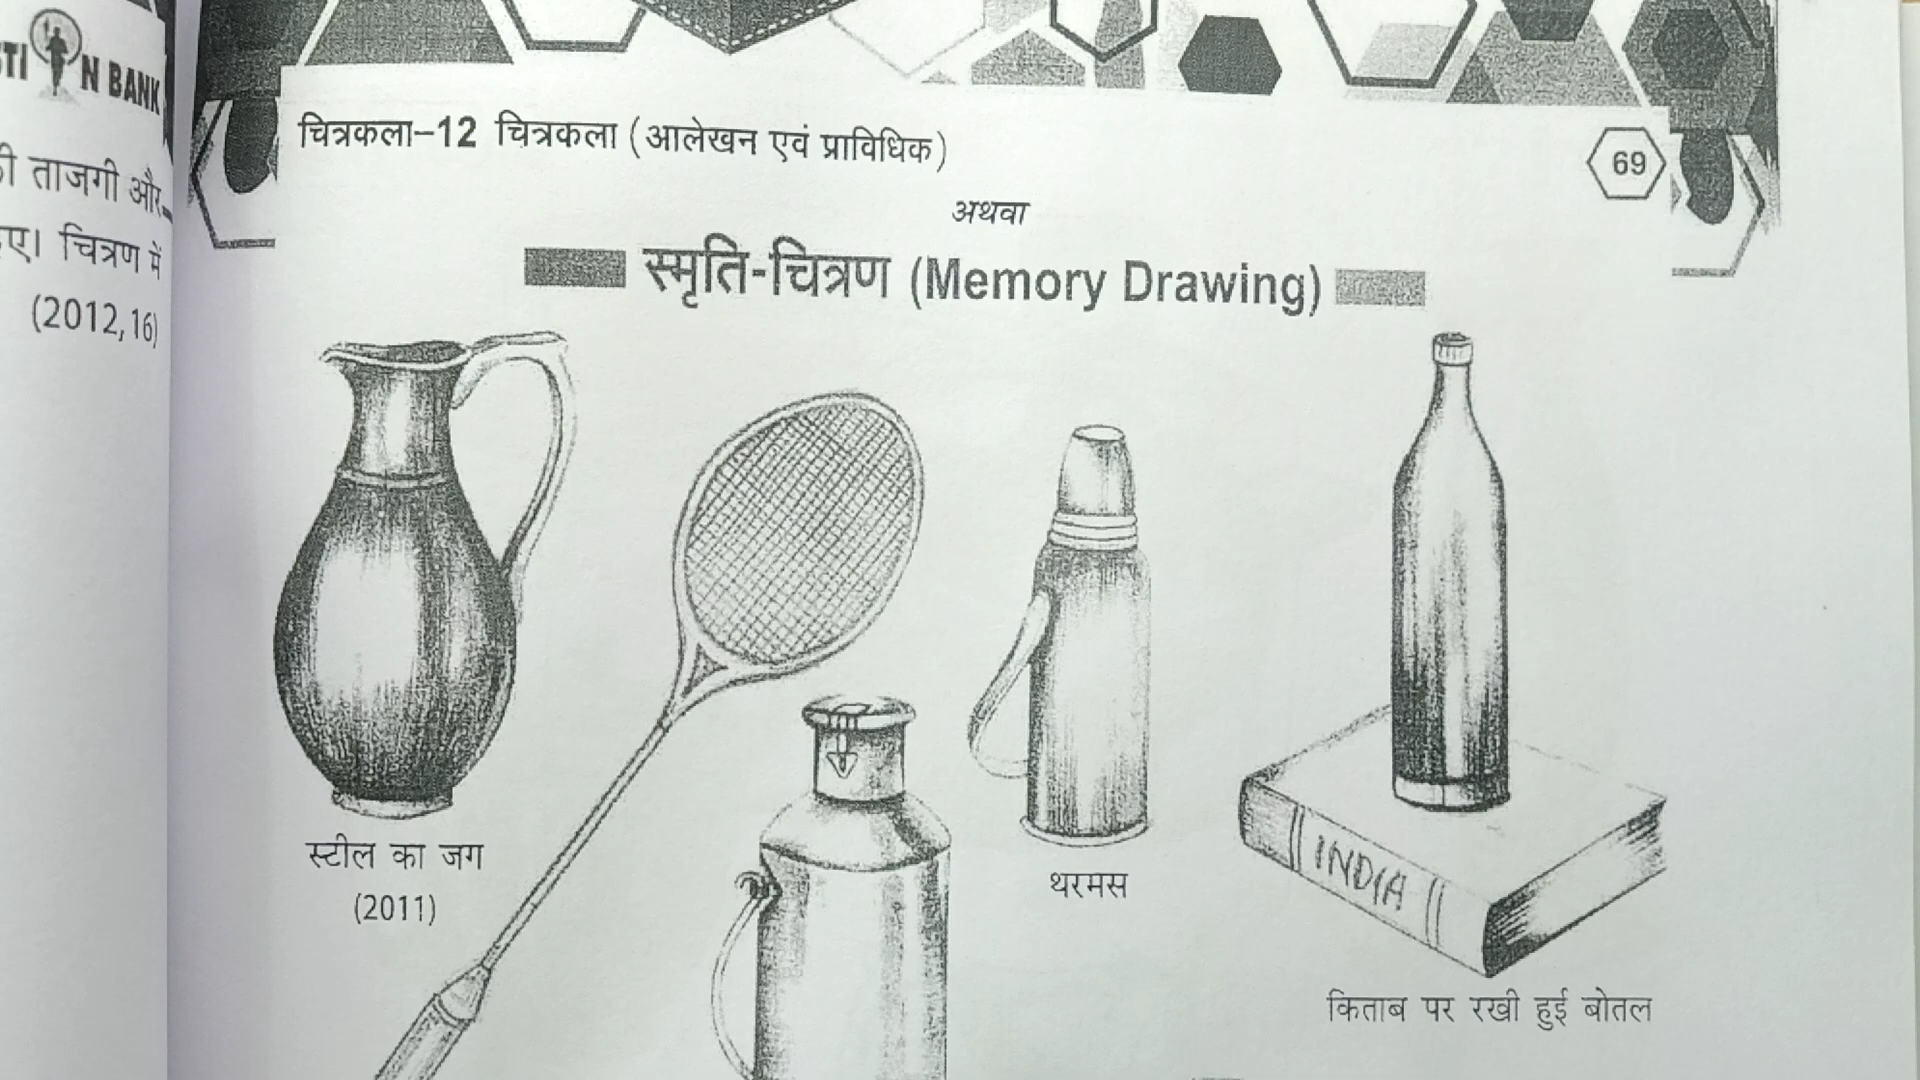 N BANK
ताजगी और
चित्रण में
(2012,16)
चित्रकला–12 चित्रकला (आलेखन एवं प्राविधिक)
69
अथवा
स्मृति-चित्रण (Memory Drawing)
स्टील का जग
(2011)
थरमस
INDIA
किताब पर रखी हुई बोतल